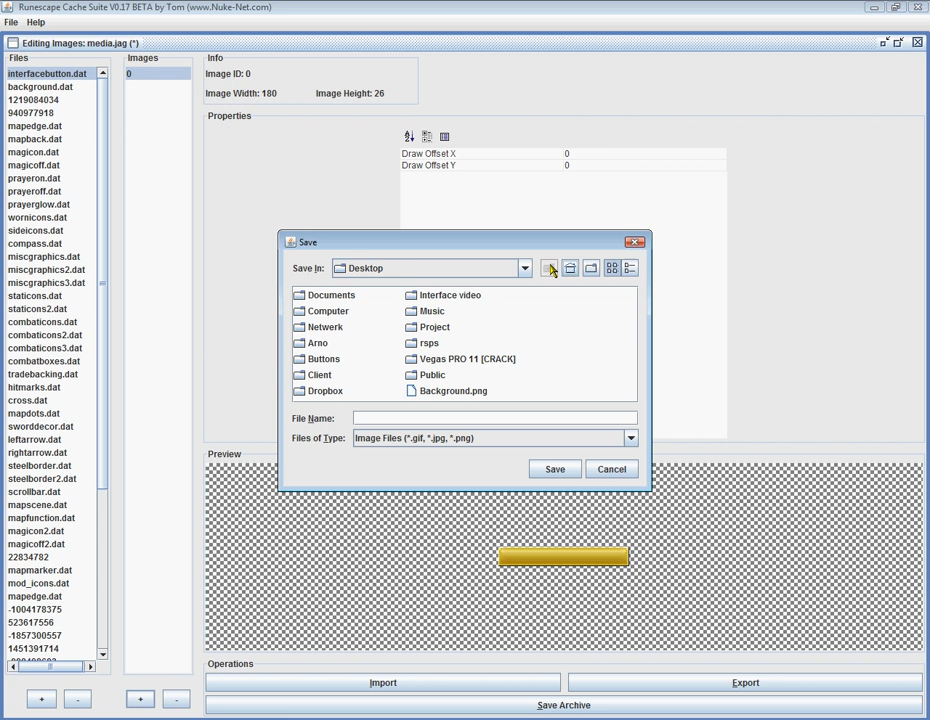 Runescape Cache Suite V0.17 BETA by Tom (www.Nuke-Net.com)
File Help
Editing Images: media.jag (*)
Files
interfacebutton.dat
background.dat
1219084034
940977918
mapedge.dat
mapback.dat
magicon.dat
magicoff.dat
prayeron.dat
prayeroff.dat
prayerglow.dat
wornicons.dat
sideicons.dat
compass.dat
miscgraphics.dat
miscgraphics2.dat
miscgraphics3.dat
staticons.dat
staticons2.dat
combaticons.dat
combaticons2.dat
combaticons3.dat
combatboxes.dat
tradebacking.dat
hitmarks.dat
cross.dat
mapdots.dat
sworddecor.dat
leftarrow.dat
rightarrow.dat
steelborder.dat
steelborder2.dat
scrollbar.dat
mapscene.dat
mapfunction.dat
magicon2.dat
magicoff2.dat
22834782
mapmarker.dat
mod_icons.dat
mapedge.dat
-1004178375
523617556
-1857300557
1451391714
+ -
Images
0
+ -
Info
Image ID: 0
Image Width: 180 Image Height: 26
Properties
Draw Offset X 0
Draw Offset Y 0
Save
Save In: Desktop
Documents
Computer
Netwerk
Arno
Buttons
Client
Dropbox
Interface video
Music
Project
rsps
Vegas PRO 11 [CRACK]
Public
Background.png
File Name:
Files of Type: Image Files (*.gif, *.jpg, *.png)
Save Cancel
Preview
Operations
Import Export
Save Archive